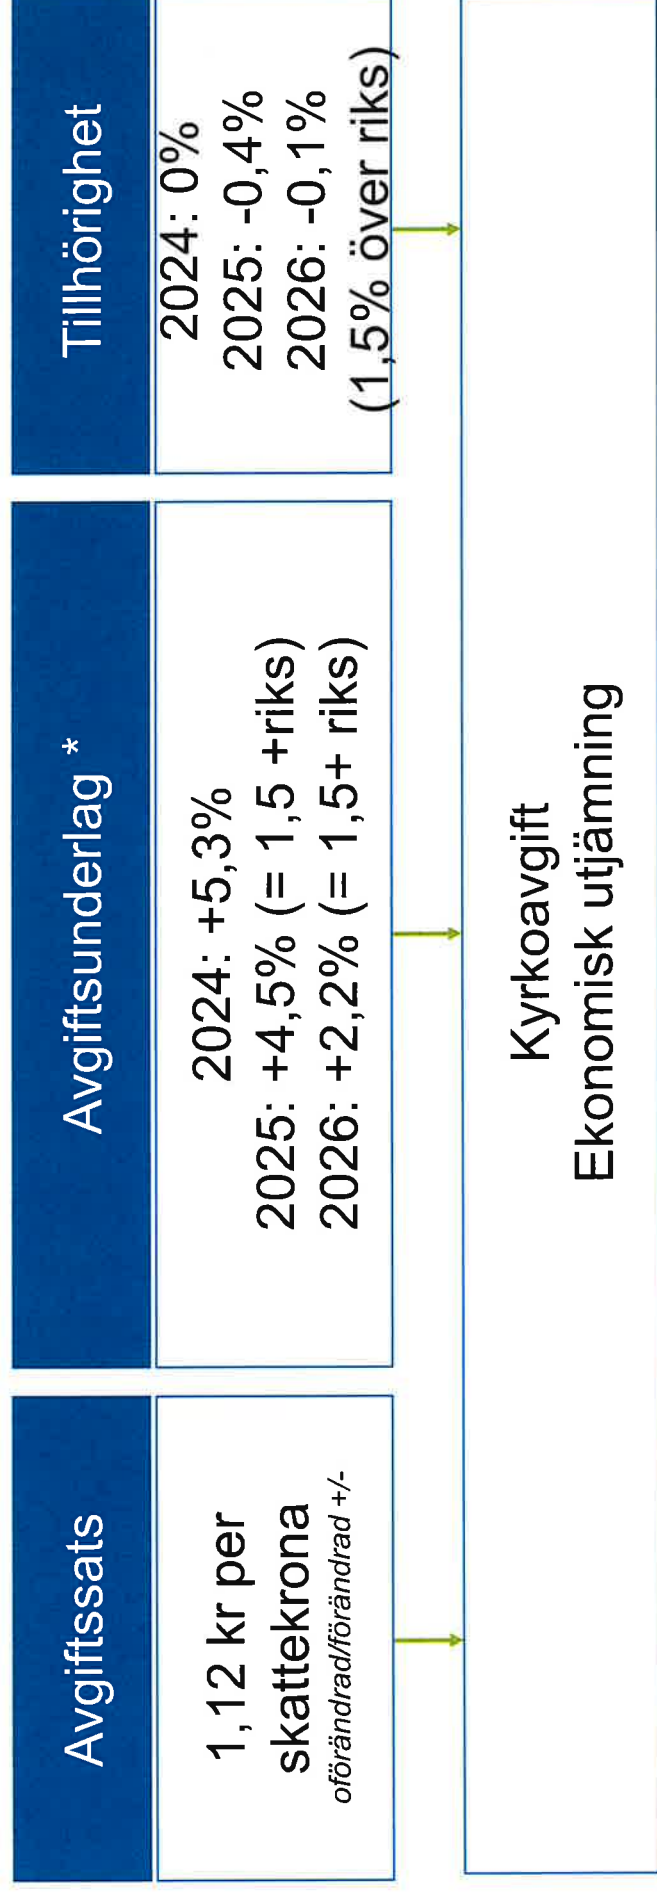 Avgiftssats
1,12 kr per
skattekrona
oförändrad/förändrad +/-
Avgiftsunderlag *
2024: +5,3%
2025: +4,5% (= 1,5 +riks)
2026: +2,2% (= 1,5+ riks)
Tillhörighet
2024: 0%
2025: -0,4%
2026: -0,1%
(1,5% över riks)
Kyrkoavgift
Ekonomisk utjämning